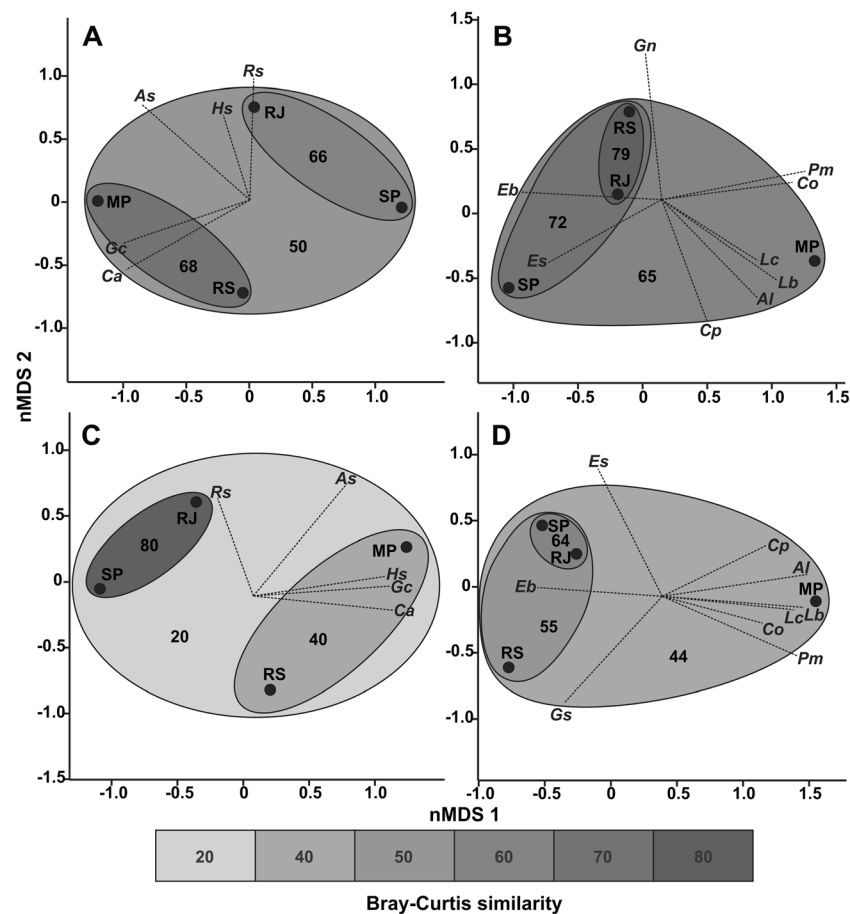 A
1.0
0.5
0
-0.5
-1.0
-1.0 -0.5 0 0.5 1.0
As
Rs
Hs
RJ
66
SP
MP
50
Gc
Ca
68
RS
B
1.5
1.0
0.5
0
-0.5
-1.0
-1.0 -0.5 0 0.5 1.0 1.5
Gn
RS
79
RJ
Eb
Pm
Co
72
Es
SP
65
Lc
Lb
MP
Al
Cp
nMDS 2
C
1.0
0.5
0
-0.5
-1.0
-1.5
-1.0 -0.5 0 0.5 1.0
Rs
As
RJ
80
SP
MP
Hs
Gc
Ca
20
40
RS
D
1.0
0.5
0
-0.5
-1.0
-1.0 -0.5 0 0.5 1.0 1.5
Es
SP
64
RJ
Cp
Al
MP
Eb
Lc
Lb
Co
55
44
Pm
RS
Gs
nMDS 1
20 40 50 60 70 80
Bray-Curtis similarity